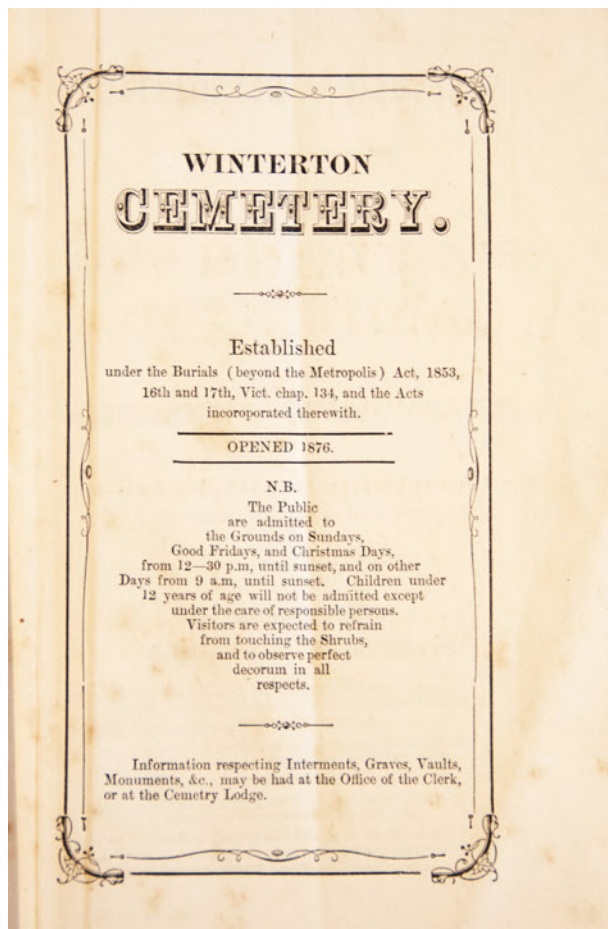 WINTERTON
CEMETERY.
Established
under the Burials (beyond the Metropolis) Act, 1853,
16th and 17th, Vict. chap. 134, and the Acts
incoroporated therewith.
OPENED 1876.
N.B.
The Public
are admitted to
the Grounds on Sundays,
Good Fridays, and Christmas Days,
from 12—30 p.m, until sunset, and on other
Days from 9 a.m, until sunset. Children under
12 years of age will not be admitted except
under the care of responsible persons.
Visitors are expected to refrain
from touching the Shrubs,
and to observe perfect
decorum in all
respects.
Information respecting Interments, Graves, Vaults,
Monuments, &c., may be had at the Office of the Clerk,
or at the Cemetry Lodge.